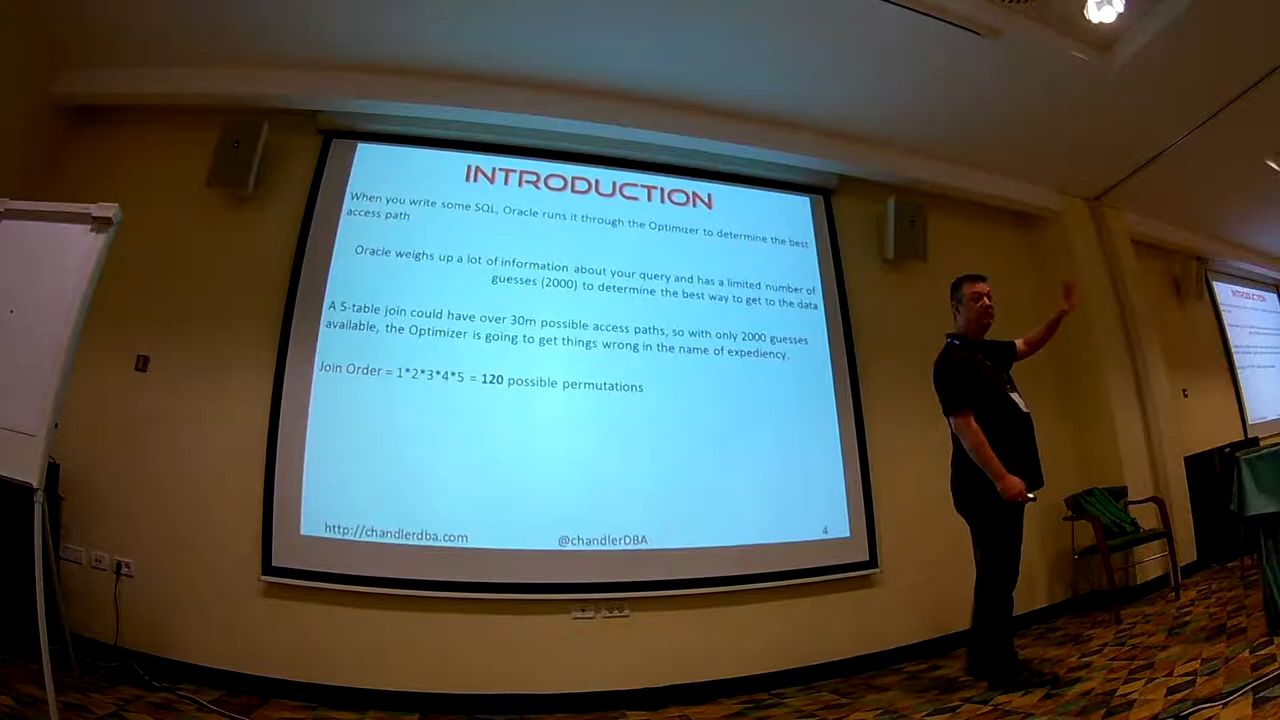 INTRODUCTION
When you write some SQL, Oracle runs it through the Optimizer to determine the best
access path
Oracle weighs up a lot of information about your query and has a limited number of
guesses (2000) to determine the best way to get to the data
A 5-table join could have over 30m possible access paths, so with only 2000 guesses
available, the Optimizer is going to get things wrong in the name of expediency.
Join Order = 1*2*3*4*5 = 120 possible permutations
http://chandlerdba.com
@chandlerDBA
4
INTRODUCTION